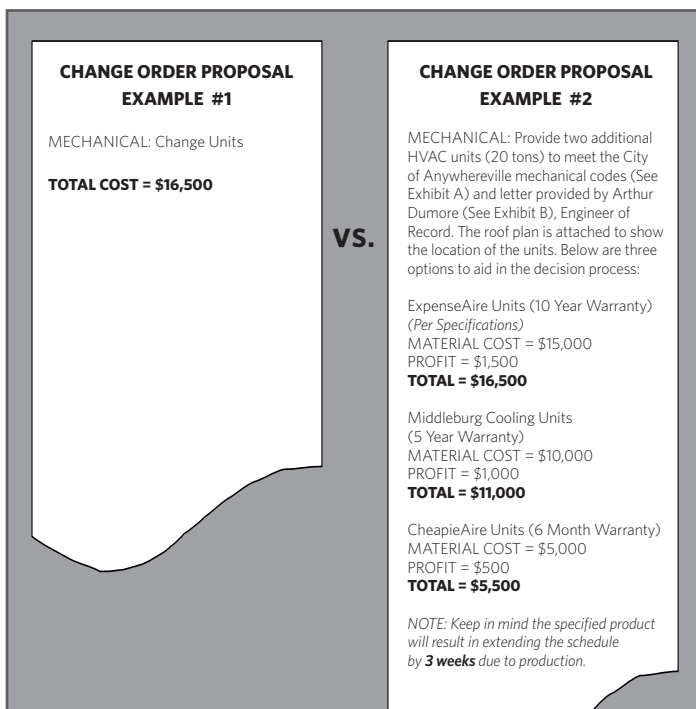 CHANGE ORDER PROPOSAL
EXAMPLE #1
MECHANICAL: Change Units
TOTAL COST = $16,500
VS.
CHANGE ORDER PROPOSAL
EXAMPLE #2
MECHANICAL: Provide two additional
HVAC units (20 tons) to meet the City
of Anywhereville mechanical codes (See
Exhibit A) and letter provided by Arthur
Dumore (See Exhibit B), Engineer of
Record. The roof plan is attached to show
the location of the units. Below are three
options to aid in the decision process:
ExpenseAire Units (10 Year Warranty)
(Per Specifications)
MATERIAL COST = $15,000
PROFIT = $1,500
TOTAL = $16,500
Middleburg Cooling Units
(5 Year Warranty)
MATERIAL COST = $10,000
PROFIT = $1,000
TOTAL = $11,000
CheapieAire Units (6 Month Warranty)
MATERIAL COST = $5,000
PROFIT = $500
TOTAL = $5,500
NOTE: Keep in mind the specified product
will result in extending the schedule
by 3 weeks due to production.